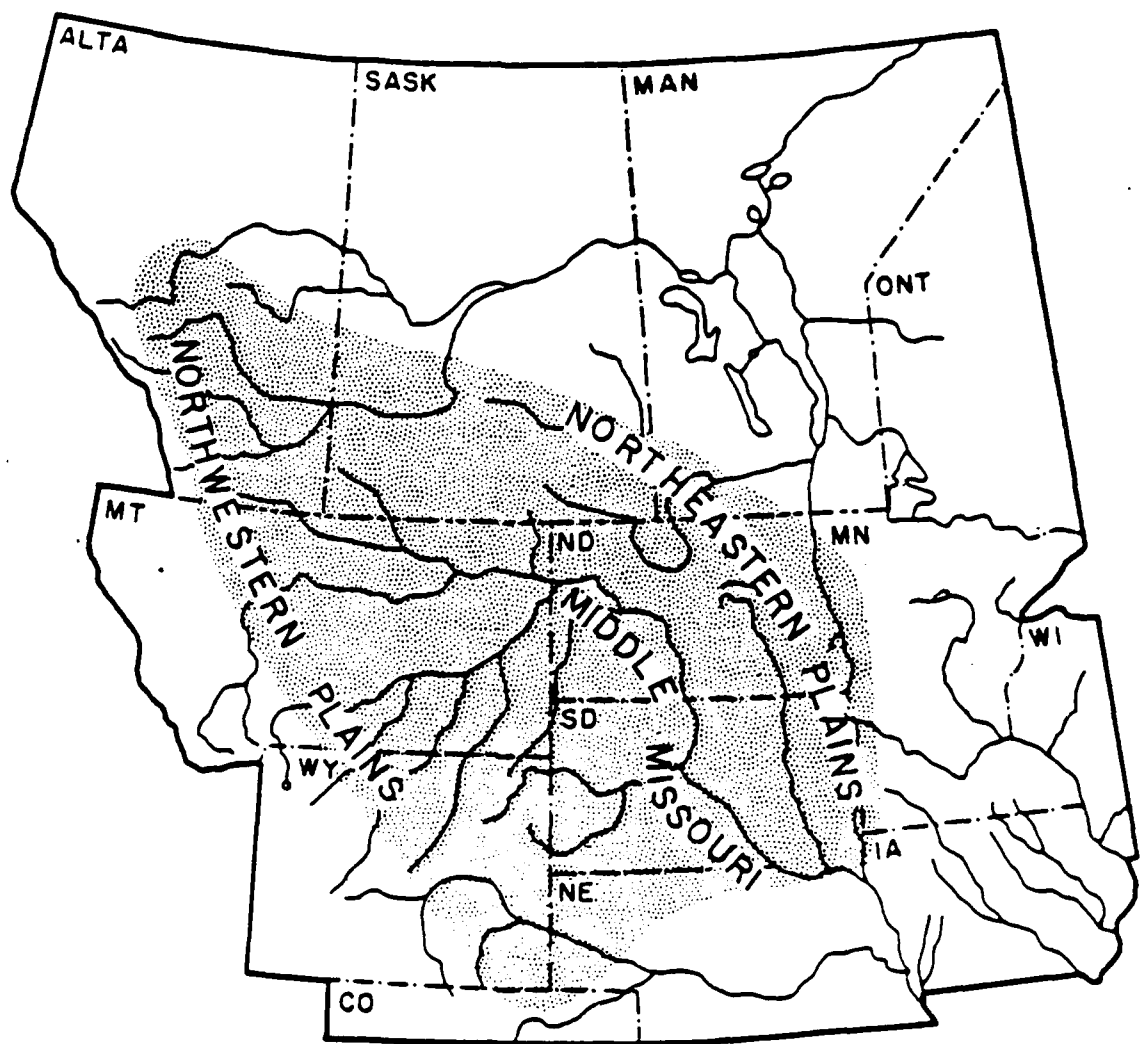 ALTA
SASK
MAN
ONT
NORTHWESTERN PLAINS
NORTHEASTERN PLAINS
MT
ND
MN
MIDDLE MISSOURI
WI
SD
WY
IA
NE
CO